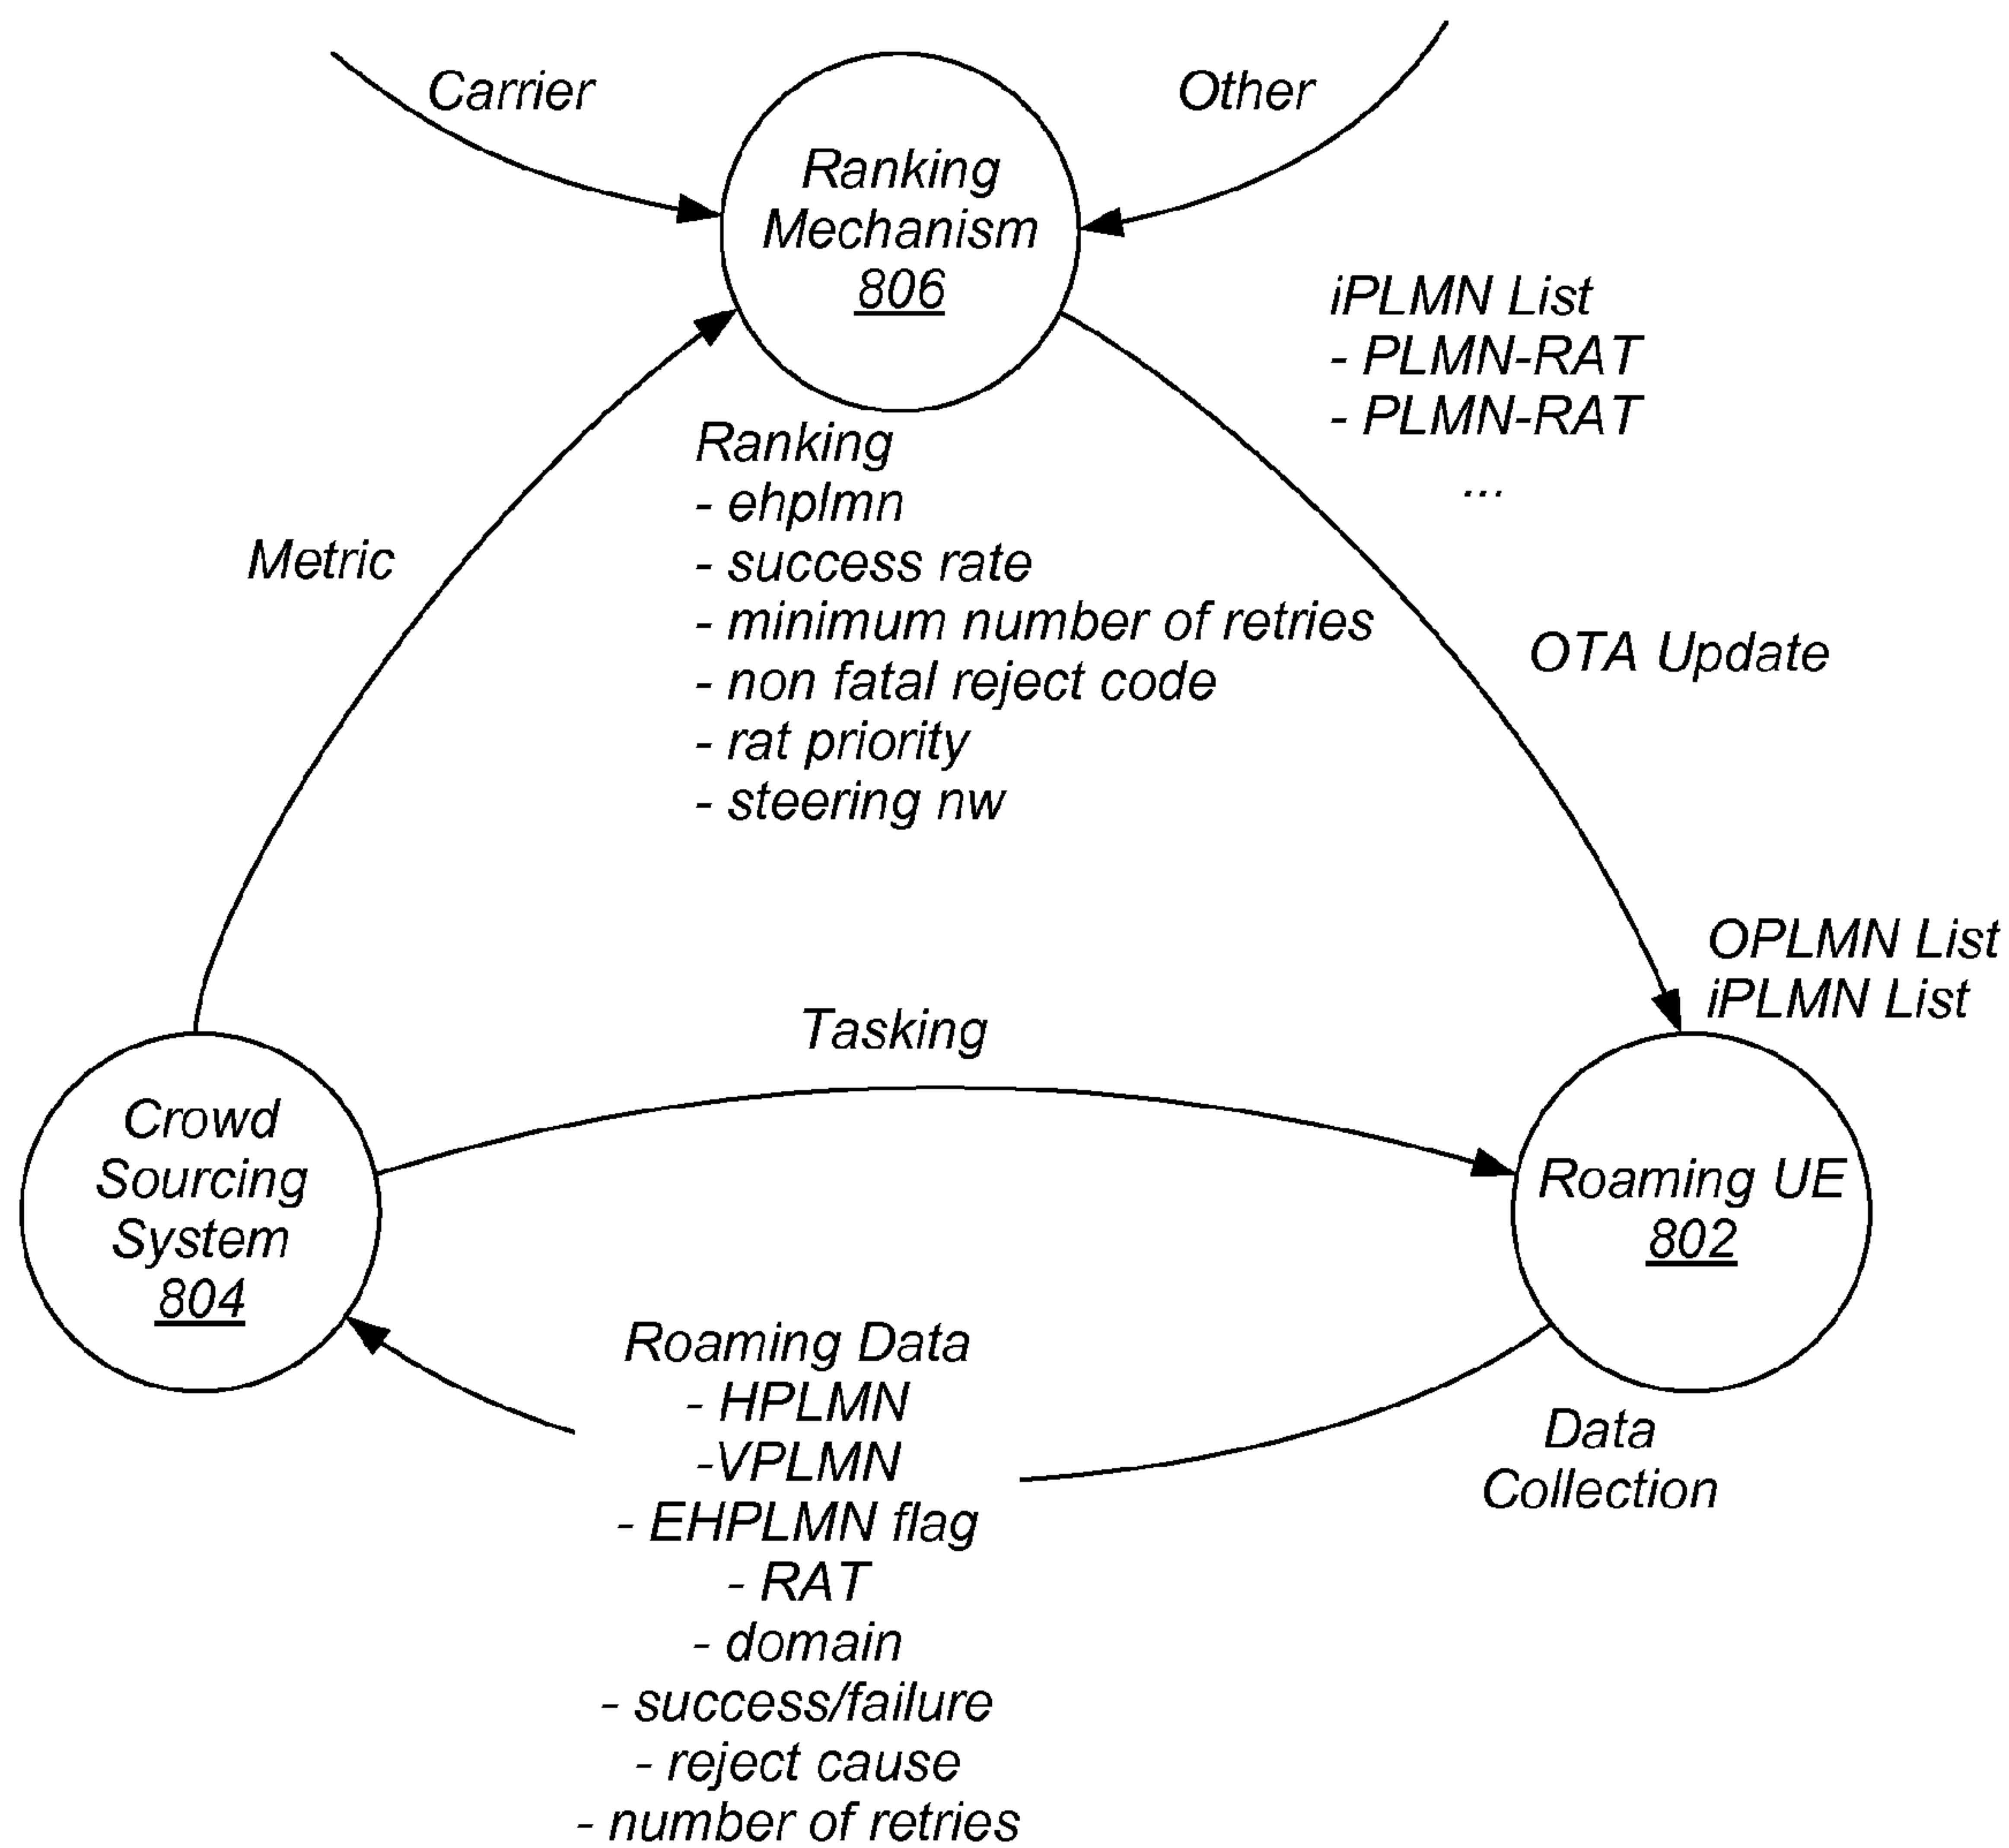 Carrier
Other
Ranking
Mechanism
806
iPLMN List
- PLMN-RAT
- PLMN-RAT
...
Ranking
- ehplmn
- success rate
- minimum number of retries
- non fatal reject code
- rat priority
- steering nw
Metric
OTA Update
OPLMN List
iPLMN List
Tasking
Crowd
Sourcing
System
804
Roaming UE
802
Roaming Data
- HPLMN
-VPLMN
- EHPLMN flag
- RAT
- domain
- success/failure
- reject cause
- number of retries
Data
Collection